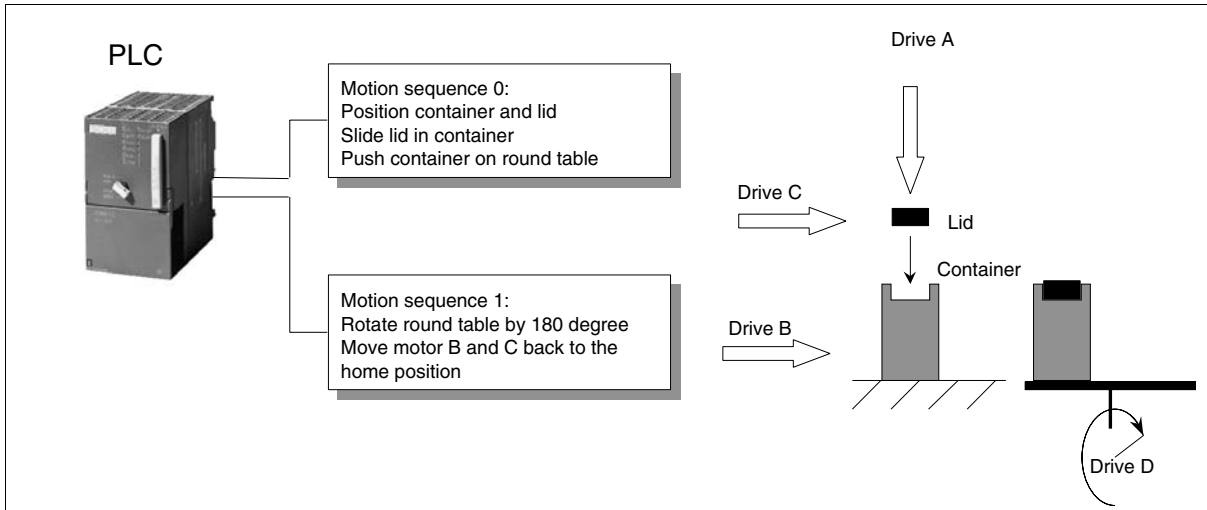 PLC
Motion sequence 0:
Position container and lid
Slide lid in container
Push container on round table
Motion sequence 1:
Rotate round table by 180 degree
Move motor B and C back to the
home position
Drive A
Drive C
Lid
Container
Drive B
Drive D